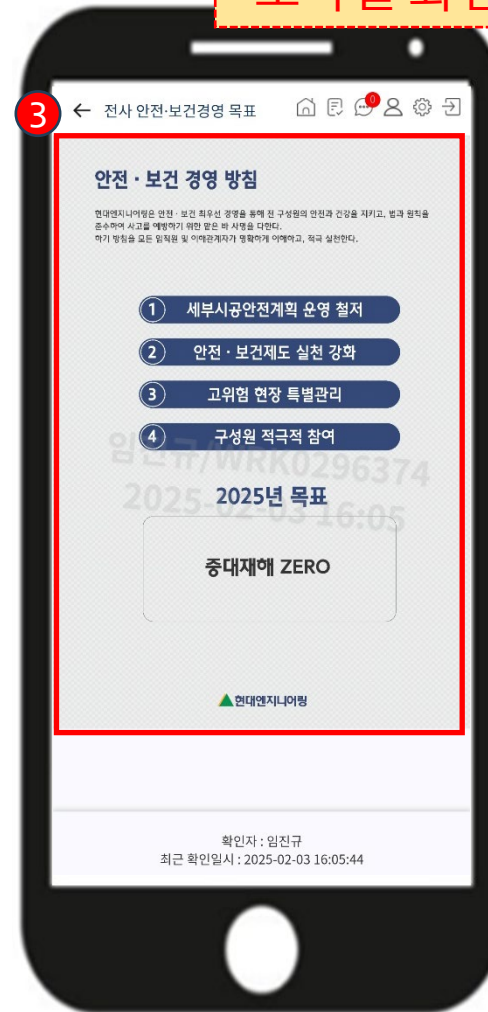 3
전사 안전·보건경영 목표
0
안전 · 보건 경영 방침
현대엔지니어링은 안전 · 보건 최우선 경영을 통해 전 구성원의 안전과 건강을 지키고, 법과 원칙을
준수하여 사고를 예방하기 위한 맡은 바 사명을 다한다.
하기 방침을 모든 임직원 및 이해관계자가 명확하게 이해하고, 적극 실천한다.
1 세부시공안전계획 운영 철저
2 안전 · 보건제도 실천 강화
3 고위험 현장 특별관리
4 구성원 적극적 참여
임진규/WRK0296374
2025-02-03 16:05
2025년 목표
중대재해 ZERO
현대엔지니어링
확인자 : 임진규
최근 확인일시 : 2025-02-03 16:05:44